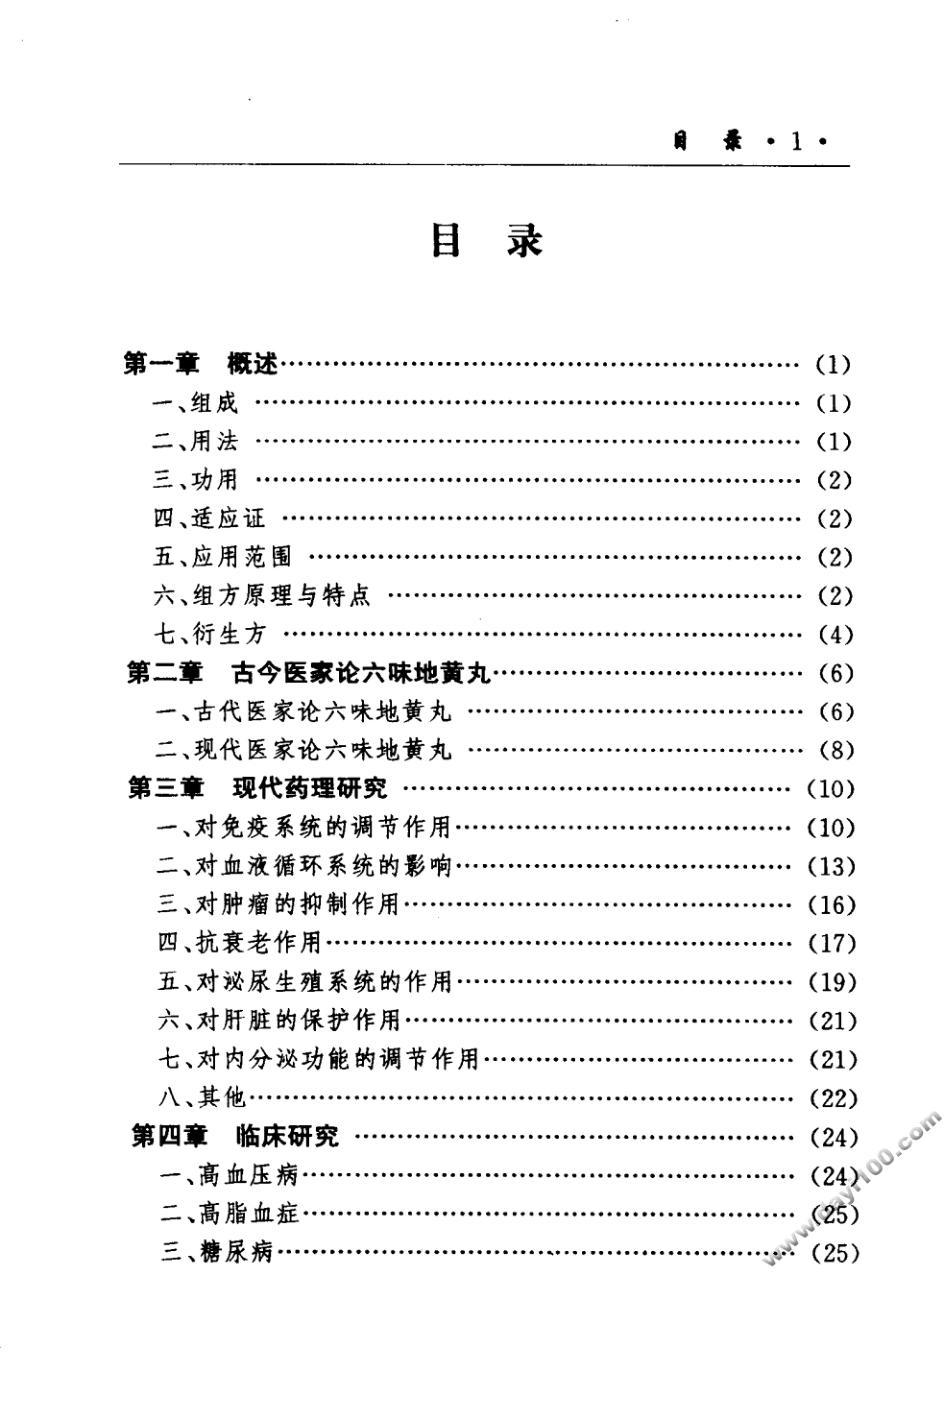 目 录 · 1 ·
目 录
第一章 概述…………………………………………………… (1)
一、组成 ……………………………………………………… (1)
二、用法 ……………………………………………………… (1)
三、功用 ……………………………………………………… (2)
四、适应证 …………………………………………………… (2)
五、应用范围 ………………………………………………… (2)
六、组方原理与特点 ………………………………………… (2)
七、衍生方 …………………………………………………… (4)
第二章 古今医家论六味地黄丸……………………………… (6)
一、古代医家论六味地黄丸 ………………………………… (6)
二、现代医家论六味地黄丸 ………………………………… (8)
第三章 现代药理研究 ……………………………………… (10)
一、对免疫系统的调节作用………………………………… (10)
二、对血液循环系统的影响………………………………… (13)
三、对肿瘤的抑制作用……………………………………… (16)
四、抗衰老作用……………………………………………… (17)
五、对泌尿生殖系统的作用………………………………… (19)
六、对肝脏的保护作用……………………………………… (21)
七、对内分泌功能的调节作用……………………………… (21)
八、其他……………………………………………………… (22)
第四章 临床研究 …………………………………………… (24)
一、高血压病………………………………………………… (24)
二、高脂血症………………………………………………… (25)
三、糖尿病…………………………………………………… (25)